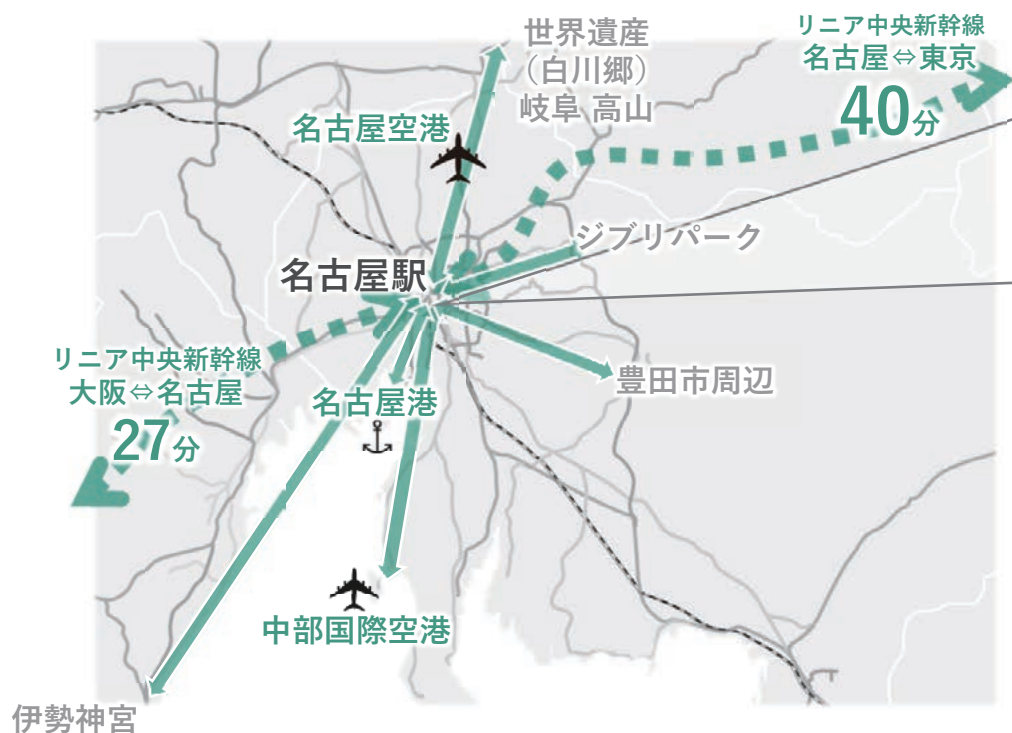 世界遺産
（白川郷）
岐阜 高山
リニア中央新幹線
名古屋⇔東京
40分
名古屋空港
ジブリパーク
名古屋駅
リニア中央新幹線
大阪⇔名古屋
27分
名古屋港
豊田市周辺
中部国際空港
伊勢神宮